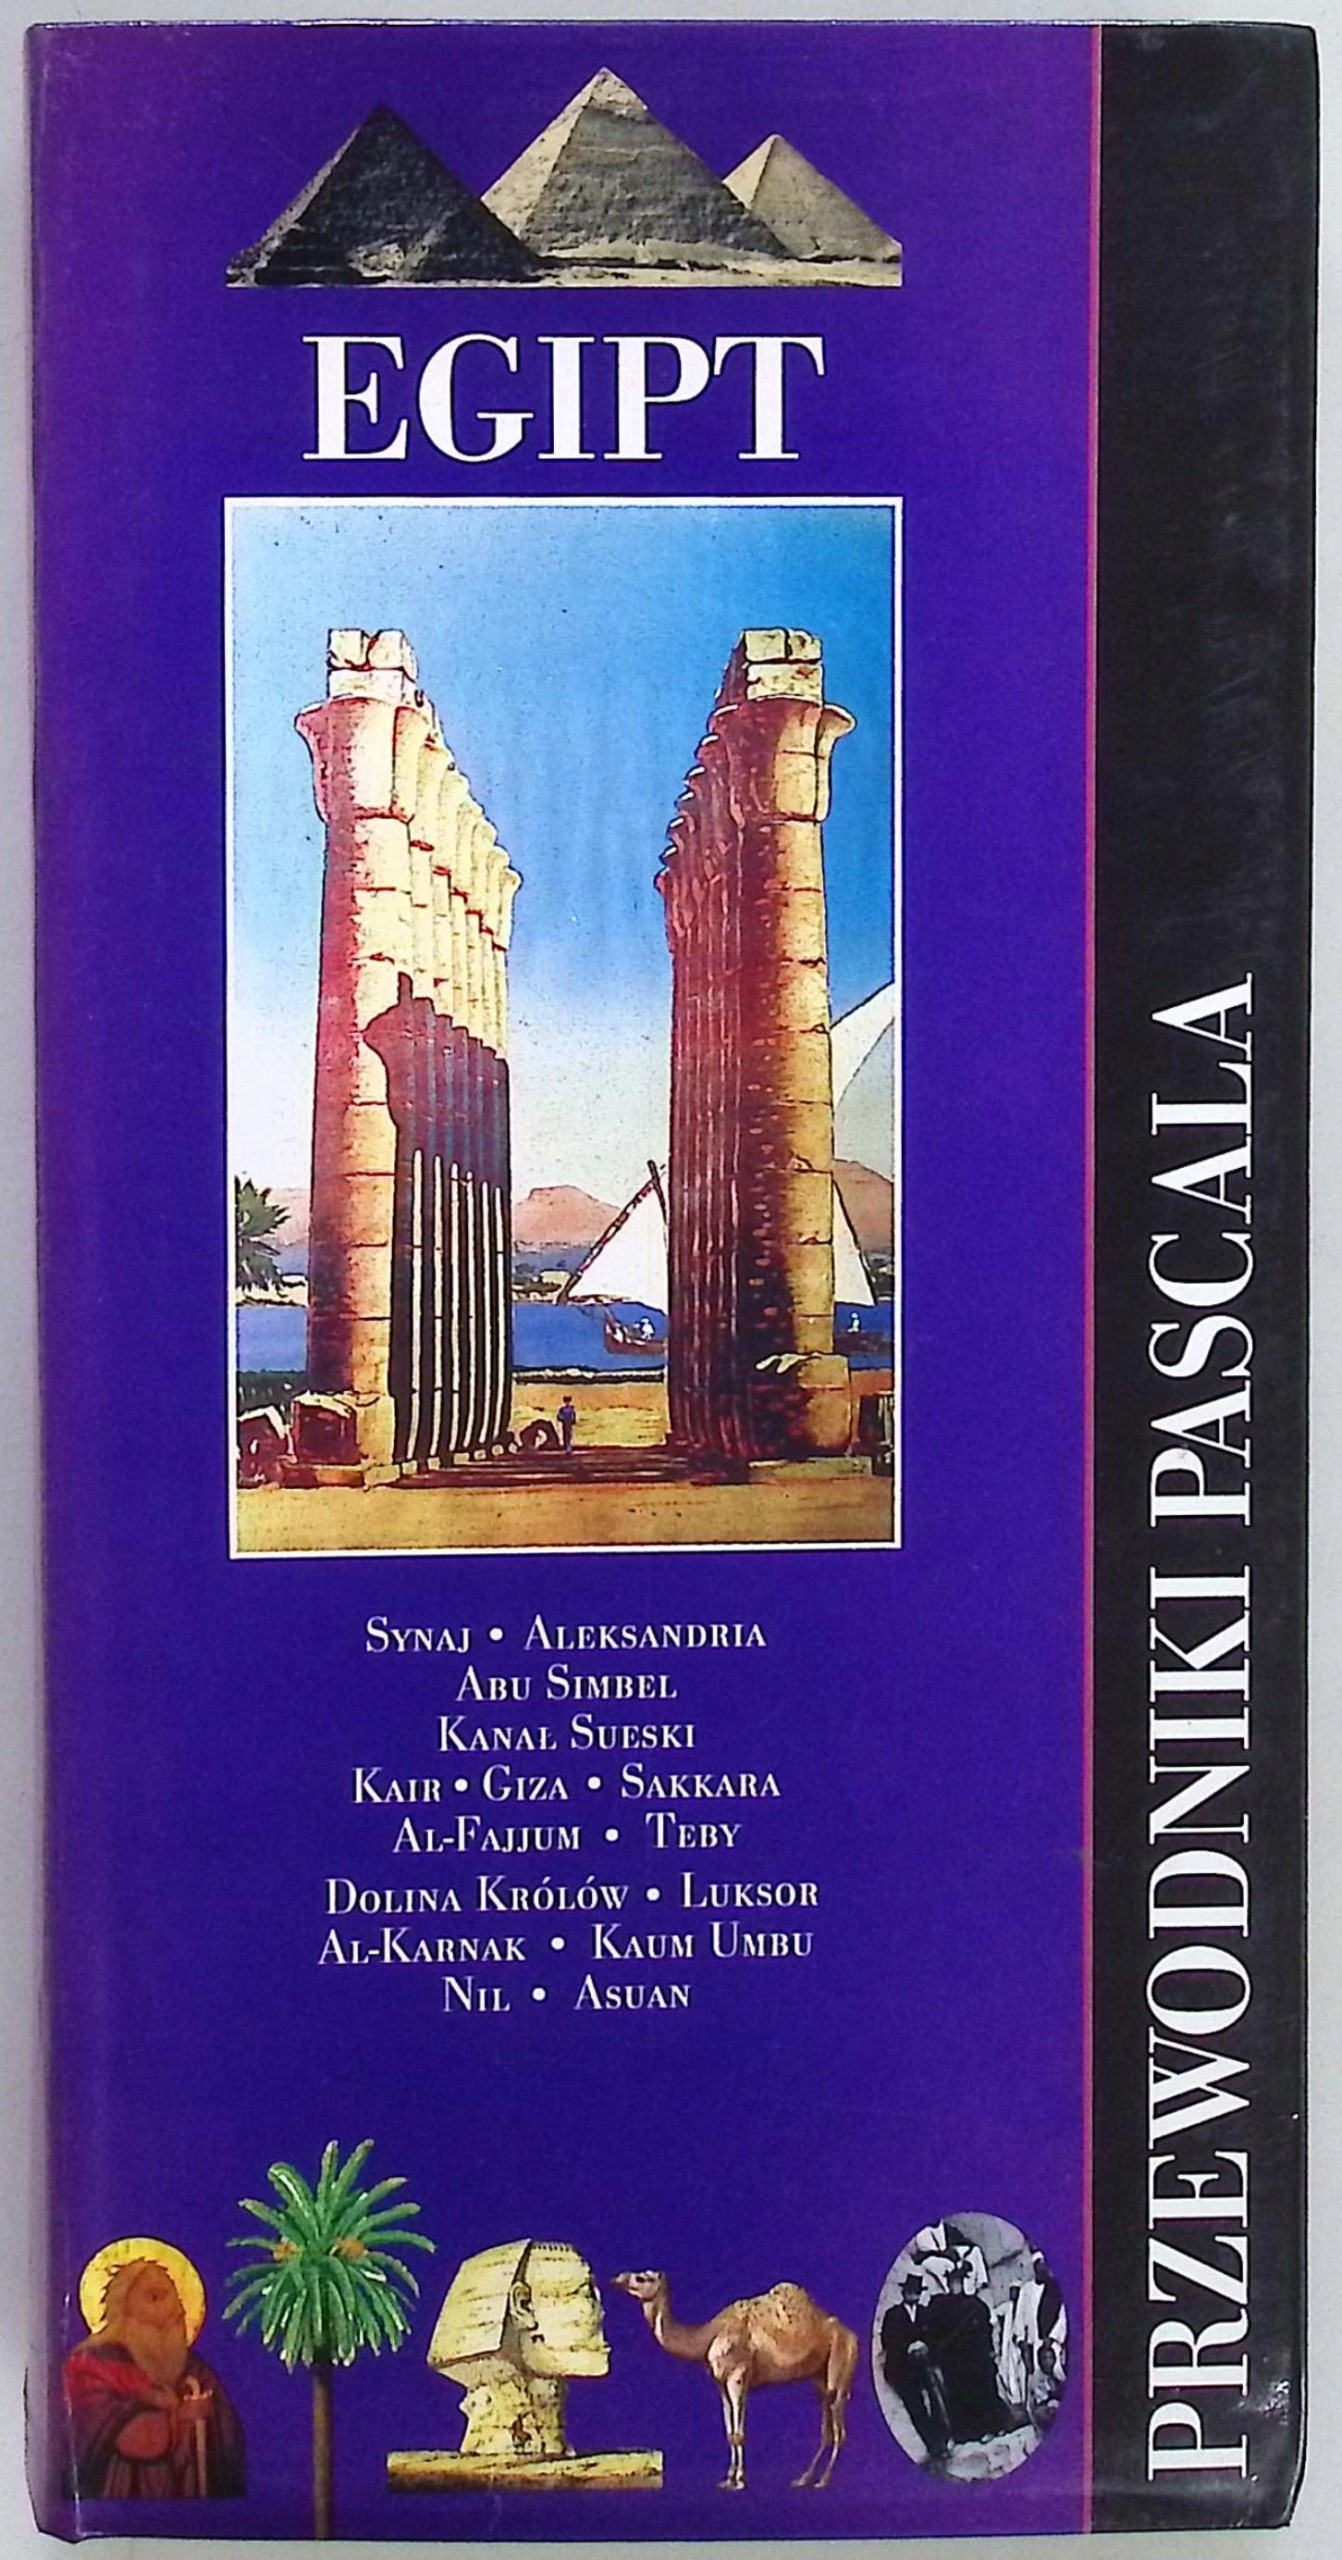 EGIPT
SYNAJ • ALEKSANDRIA
ABU SIMBEL
KANAŁ SUESKI
KAIR • GIZA • SAKKARA
AL-FAJJUM • TEBY
DOLINA KRÓLÓW • LUKSOR
AL-KARNAK • KAUM UMBU
NIL • ASUAN
PRZEWODNIKI PASCALA